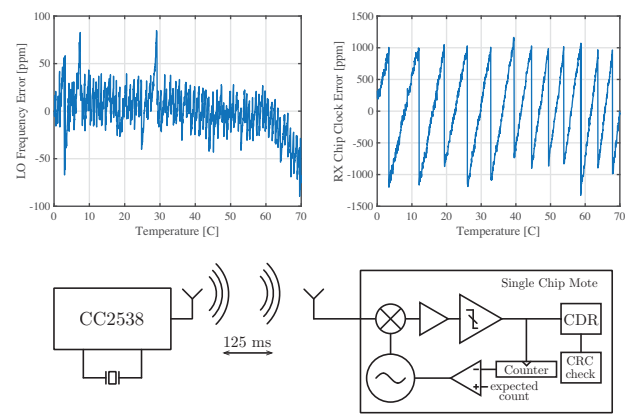 LO Frequency Error [ppm]
100
50
0
-50
-100
0 10 20 30 40 50 60 70
Temperature [C]
RX Chip Clock Error [ppm]
1500
1000
500
0
-500
-1000
-1500
0 10 20 30 40 50 60 70
Temperature [C]
CC2538
125 ms
Single Chip Mote
CDR
CRC
check
Counter
expected
count